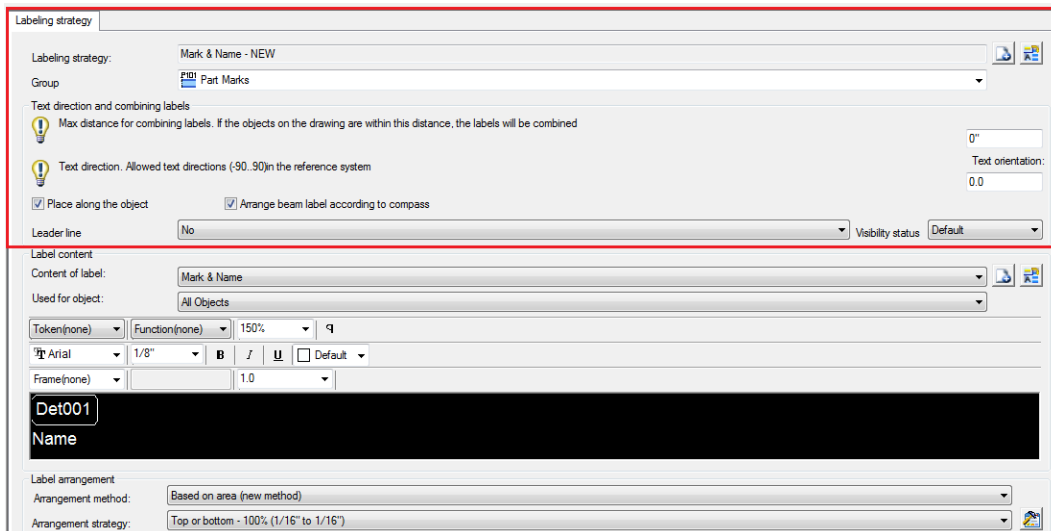 Labeling strategy
Labeling strategy: Mark & Name - NEW
Group P101 Part Marks
Text direction and combining labels
Max distance for combining labels. If the objects on the drawing are within this distance, the labels will be combined
0"
Text direction. Allowed text directions (-90..90)in the reference system
Text orientation:
0.0
Place along the object Arrange beam label according to compass
Leader line No Visibility status Default
Label content
Content of label: Mark & Name
Used for object: All Objects
Token(none) Function(none) 150% ¶
Arial 1/8" B I U Default
Frame(none) 1.0
Det001
Name
Label arrangement
Arrangement method: Based on area (new method)
Arrangement strategy: Top or bottom - 100% (1/16" to 1/16")